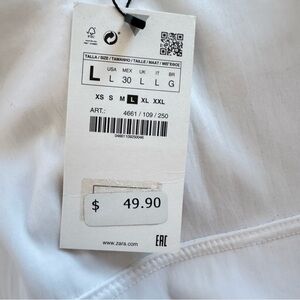 FSC
TALLA / SIZE / TAMANHO / TAILLE / MAAT /
L USA MEX UK IT BR
L 30 L L G
XS S M L XL XXL
ART.: 4661 / 109 / 250
$ 49.90
www.zara.com EAC